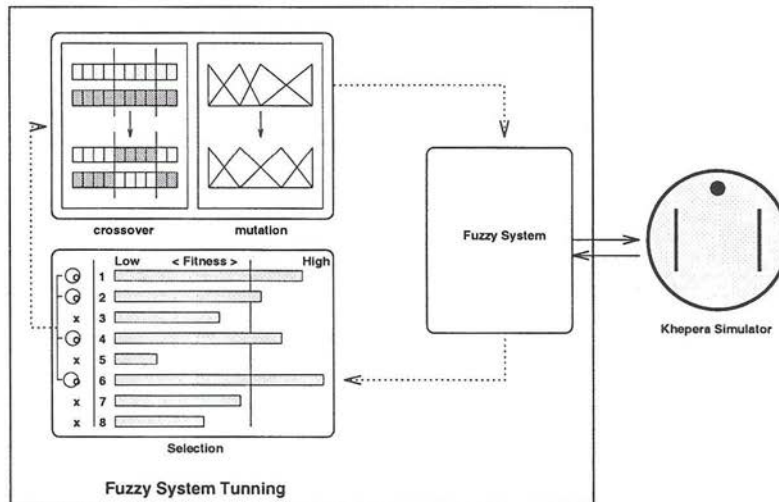 crossover
mutation
Fuzzy System
Khepera Simulator
Low < Fitness > High
1
2
x 3
4
x 5
6
x 7
x 8
Selection
Fuzzy System Tunning